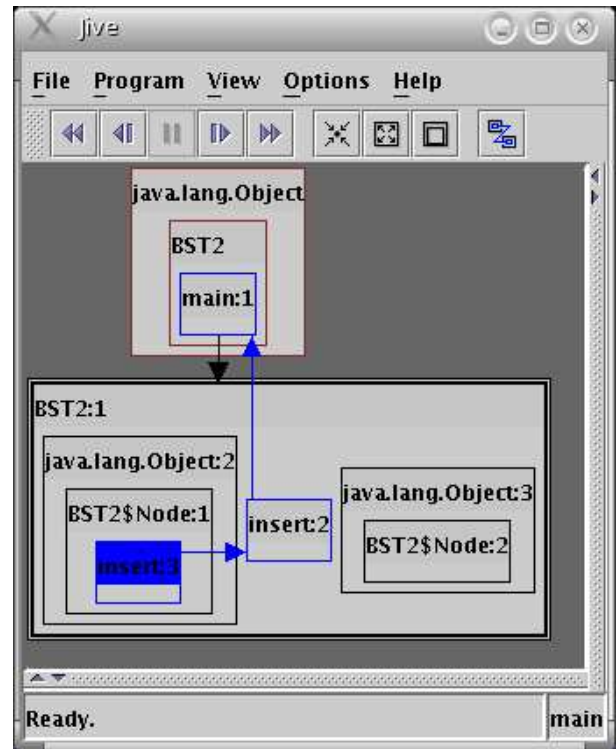 Jive
File Program View Options Help
java.lang.Object
BST2
main:1
BST2:1
java.lang.Object:2
BST2$Node:1
insert:3
insert:2
java.lang.Object:3
BST2$Node:2
Ready. main